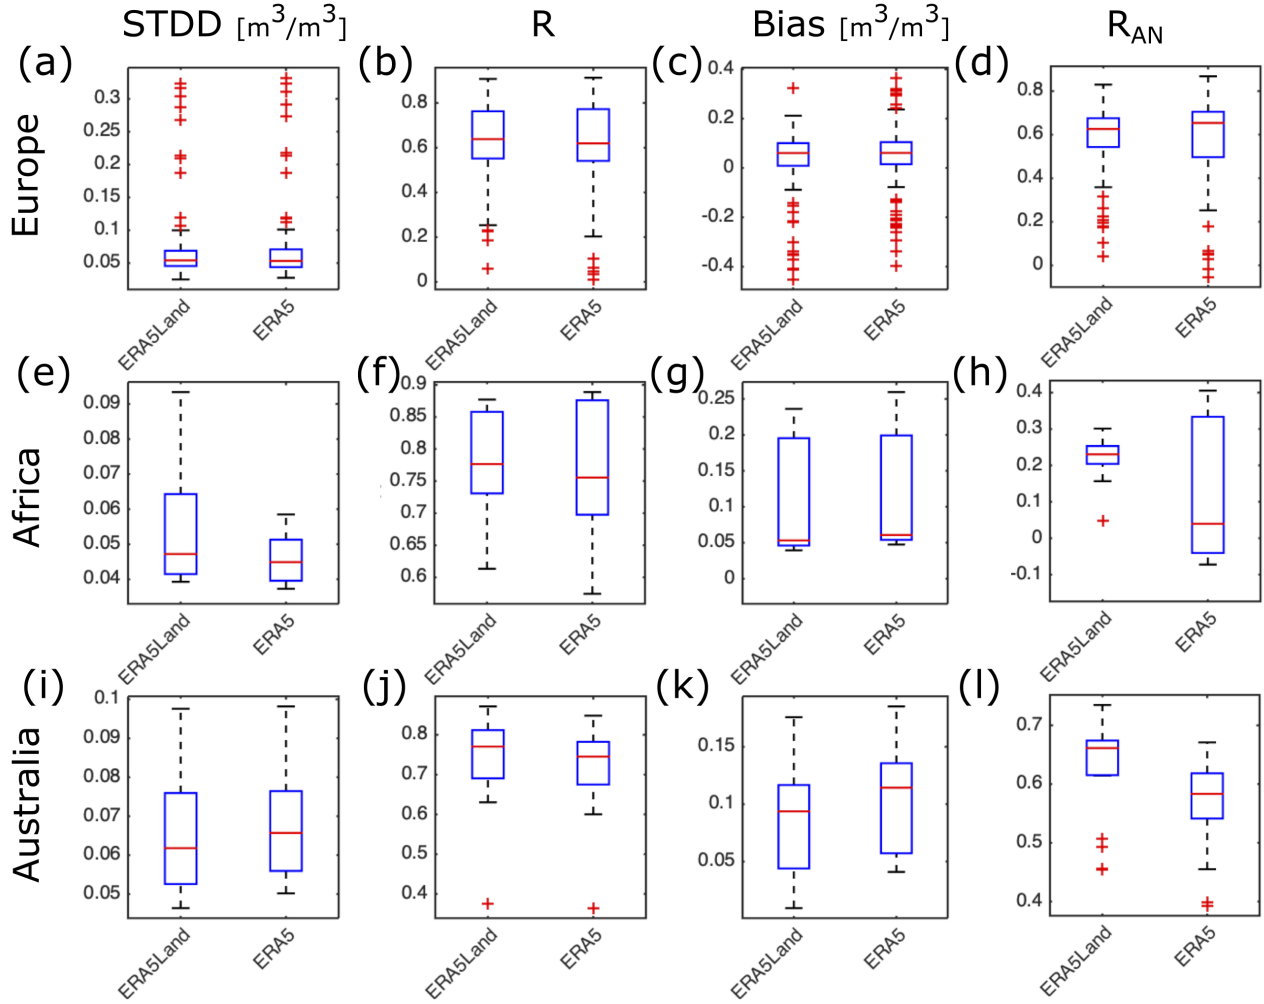 STDD [m³/m³] R Bias [m³/m³] R_AN
(a) (b) (c) (d)
Europe
0.3 0.25 0.2 0.15 0.1 0.05
0.8 0.6 0.4 0.2 0
0.4 0.2 0 -0.2 -0.4
0.8 0.6 0.4 0.2 0
ERA5Land ERA5 ERA5Land ERA5 ERA5Land ERA5 ERA5Land ERA5
(e) (f) (g) (h)
Africa
0.09 0.08 0.07 0.06 0.05 0.04
0.9 0.85 0.8 0.75 0.7 0.65 0.6
0.25 0.2 0.15 0.1 0.05 0
0.4 0.3 0.2 0.1 0 -0.1
ERA5Land ERA5 ERA5Land ERA5 ERA5Land ERA5 ERA5Land ERA5
(i) (j) (k) (l)
Australia
0.1 0.09 0.08 0.07 0.06 0.05
0.8 0.7 0.6 0.5 0.4
0.15 0.1 0.05
0.7 0.6 0.5 0.4
ERA5Land ERA5 ERA5Land ERA5 ERA5Land ERA5 ERA5Land ERA5